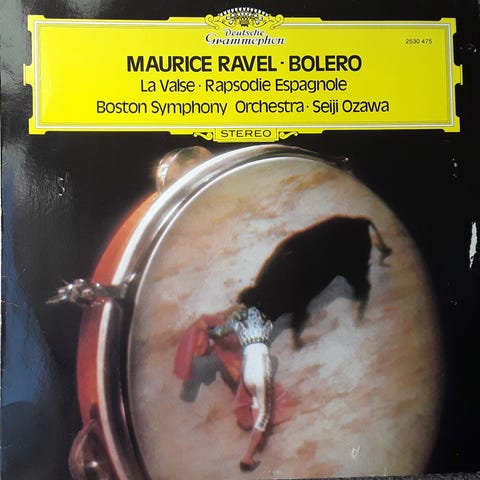 Deutsche
Grammophon
2530 475
MAURICE RAVEL · BOLERO
La Valse · Rapsodie Espagnole
Boston Symphony Orchestra · Seiji Ozawa
STEREO